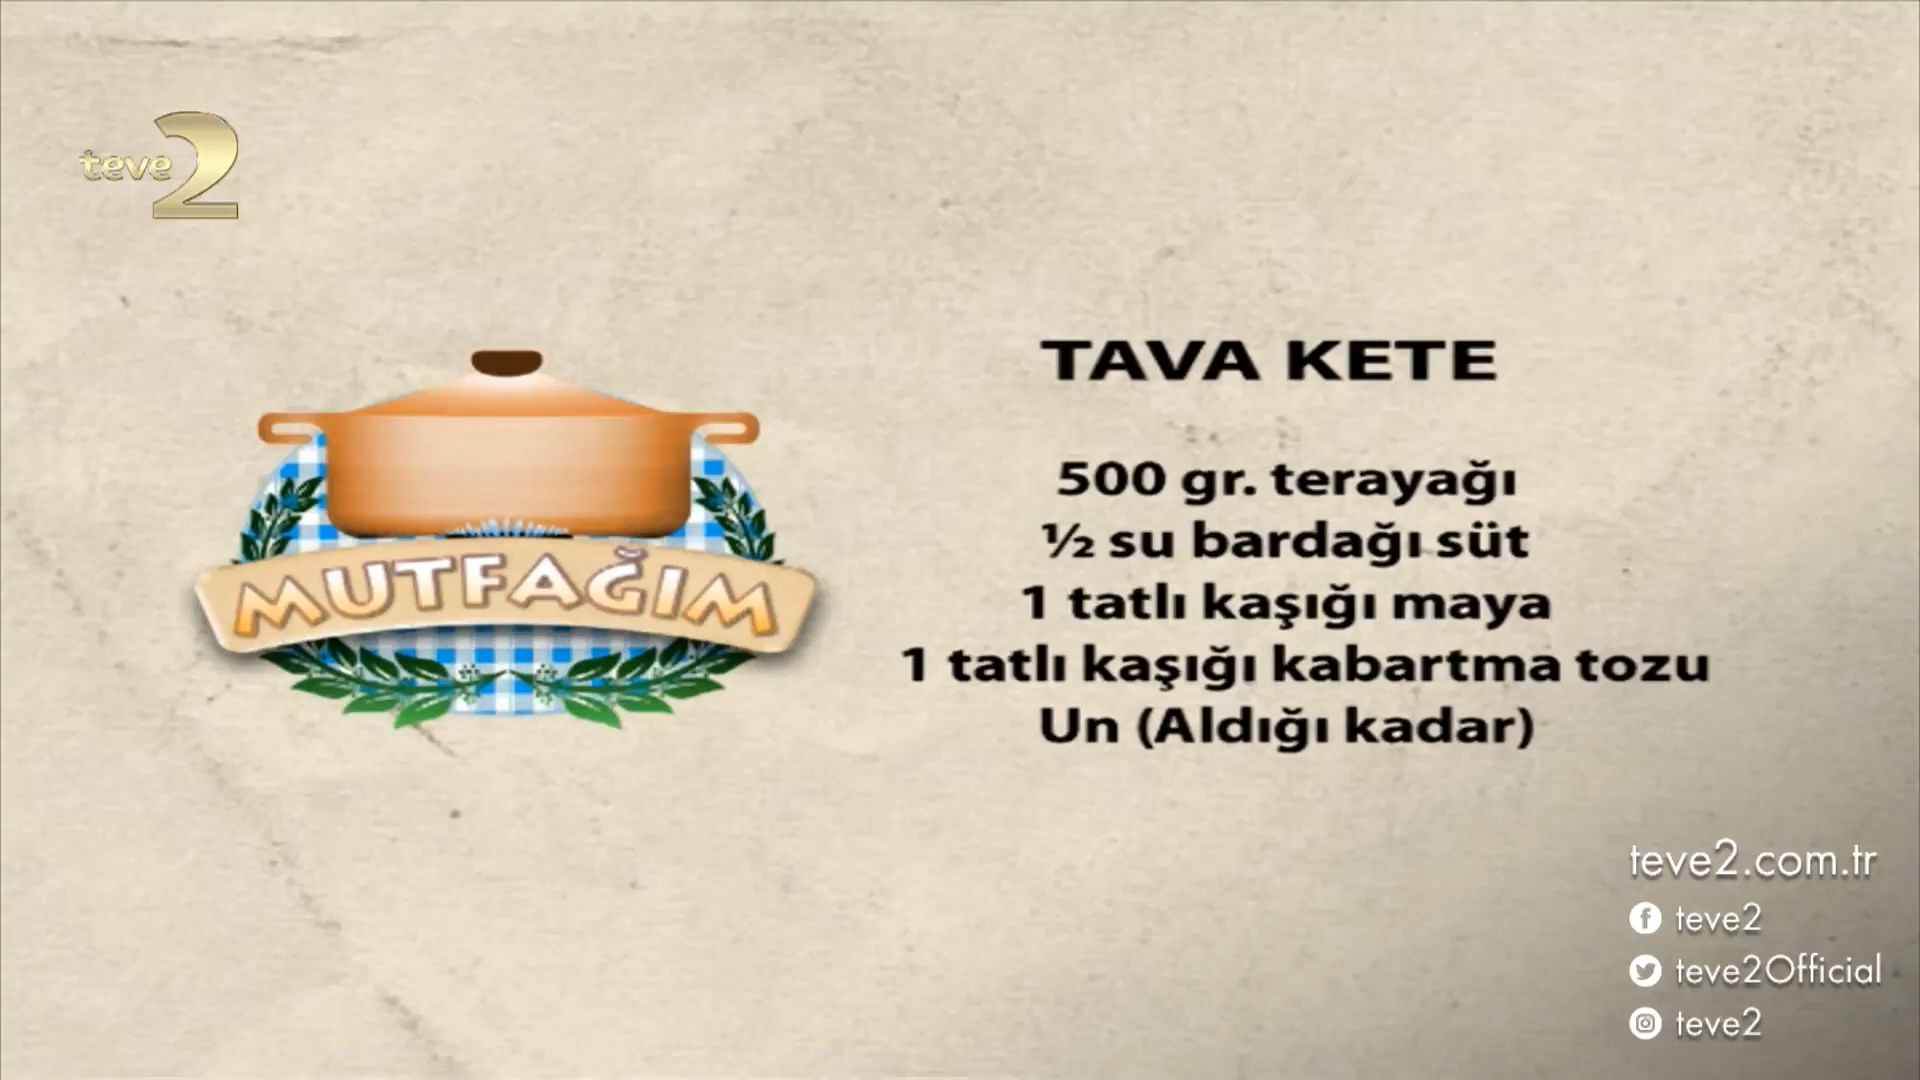 teve2
MUTFAĞIM
TAVA KETE
500 gr. terayağı
½ su bardağı süt
1 tatlı kaşığı maya
1 tatlı kaşığı kabartma tozu
Un (Aldığı kadar)
teve2.com.tr
teve2
teve2Official
teve2